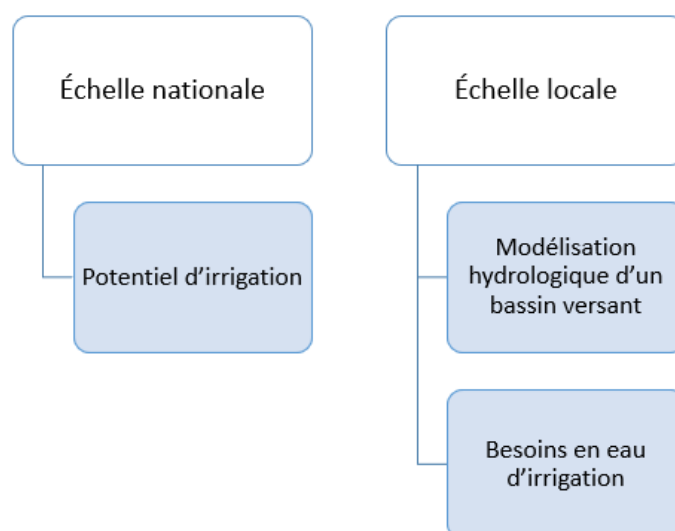 Échelle nationale
Potentiel d'irrigation
Échelle locale
Modélisation
hydrologique d'un
bassin versant
Besoins en eau
d'irrigation